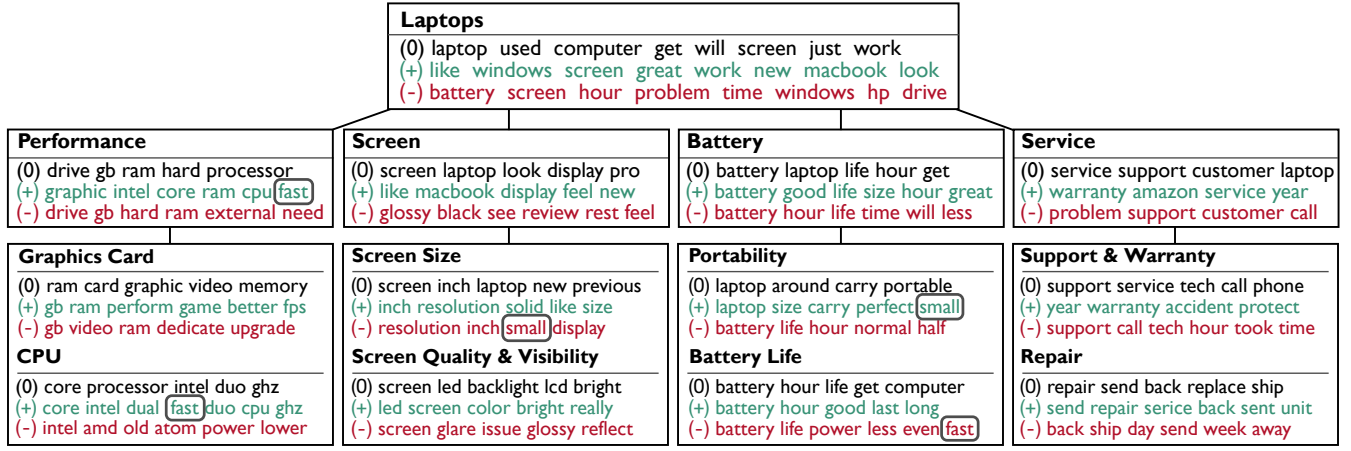 Laptops
(0) laptop used computer get will screen just work
(+) like windows screen great work new macbook look
(-) battery screen hour problem time windows hp drive
Performance
(0) drive gb ram hard processor
(+) graphic intel core ram cpu fast
(-) drive gb hard ram external need
Screen
(0) screen laptop look display pro
(+) like macbook display feel new
(-) glossy black see review rest feel
Battery
(0) battery laptop life hour get
(+) battery good life size hour great
(-) battery hour life time will less
Service
(0) service support customer laptop
(+) warranty amazon service year
(-) problem support customer call
Graphics Card
(0) ram card graphic video memory
(+) gb ram perform game better fps
(-) gb video ram dedicate upgrade
CPU
(0) core processor intel duo ghz
(+) core intel dual fast duo cpu ghz
(-) intel amd old atom power lower
Screen Size
(0) screen inch laptop new previous
(+) inch resolution solid like size
(-) resolution inch small display
Screen Quality & Visibility
(0) screen led backlight lcd bright
(+) led screen color bright really
(-) screen glare issue glossy reflect
Portability
(0) laptop around carry portable
(+) laptop size carry perfect small
(-) battery life hour normal half
Battery Life
(0) battery hour life get computer
(+) battery hour good last long
(-) battery life power less even fast
Support & Warranty
(0) support service tech call phone
(+) year warranty accident protect
(-) support call tech hour took time
Repair
(0) repair send back replace ship
(+) send repair serice back sent unit
(-) back ship day send week away